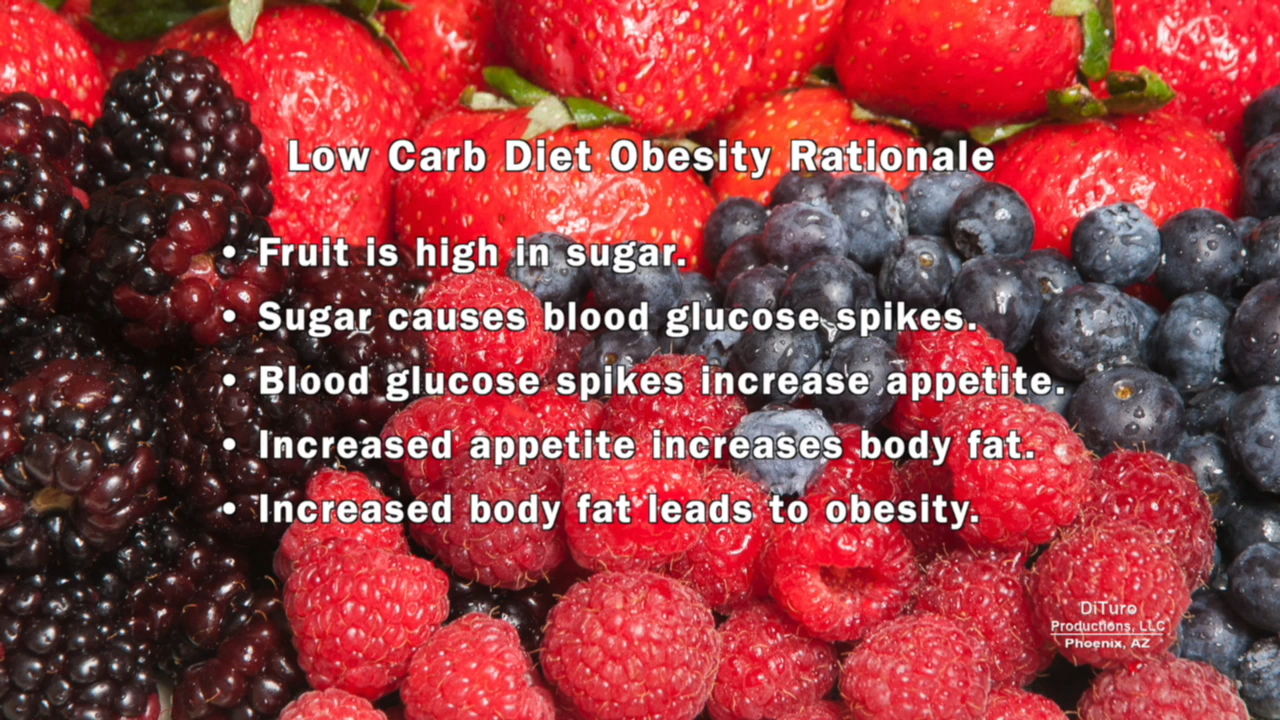 Low Carb Diet Obesity Rationale
• Fruit is high in sugar.
• Sugar causes blood glucose spikes.
• Blood glucose spikes increase appetite.
• Increased appetite increases body fat.
• Increased body fat leads to obesity.
DiTuro
Productions, LLC
Phoenix, AZ